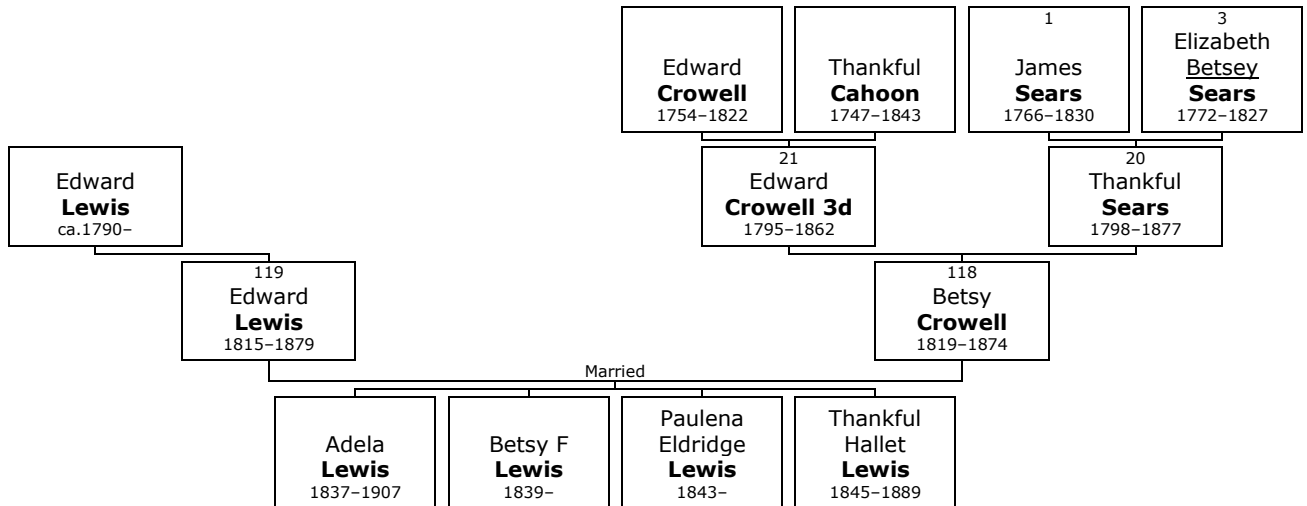 Edward
Crowell
1754–1822
Thankful
Cahoon
1747–1843
1
James
Sears
1766–1830
3
Elizabeth
Betsey
Sears
1772–1827
Edward
Lewis
ca.1790–
21
Edward
Crowell 3d
1795–1862
20
Thankful
Sears
1798–1877
119
Edward
Lewis
1815–1879
118
Betsy
Crowell
1819–1874
Married
Adela
Lewis
1837–1907
Betsy F
Lewis
1839–
Paulena
Eldridge
Lewis
1843–
Thankful
Hallet
Lewis
1845–1889